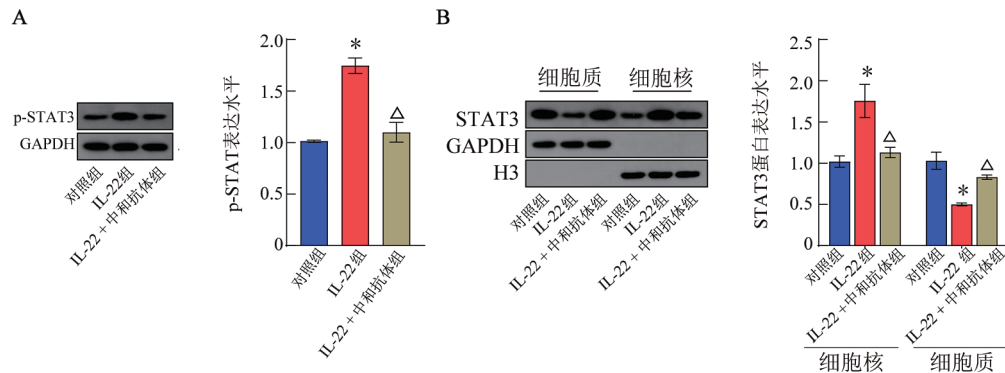 A
p-STAT3
GAPDH
对照组
IL-22组
IL-22+中和抗体组
p-STAT表达水平
2.0
1.5
1.0
0.5
0
*
△
对照组
IL-22组
IL-22+中和抗体组
B
细胞质 细胞核
STAT3
GAPDH
H3
对照组
IL-22组
IL-22+中和抗体组
对照组
IL-22组
IL-22+中和抗体组
STAT3蛋白表达水平
2.5
2.0
1.5
1.0
0.5
0
*
△
*
△
对照组
IL-22组
IL-22+中和抗体组
对照组
IL-22 组
IL-22+中和抗体组
细胞核 细胞质